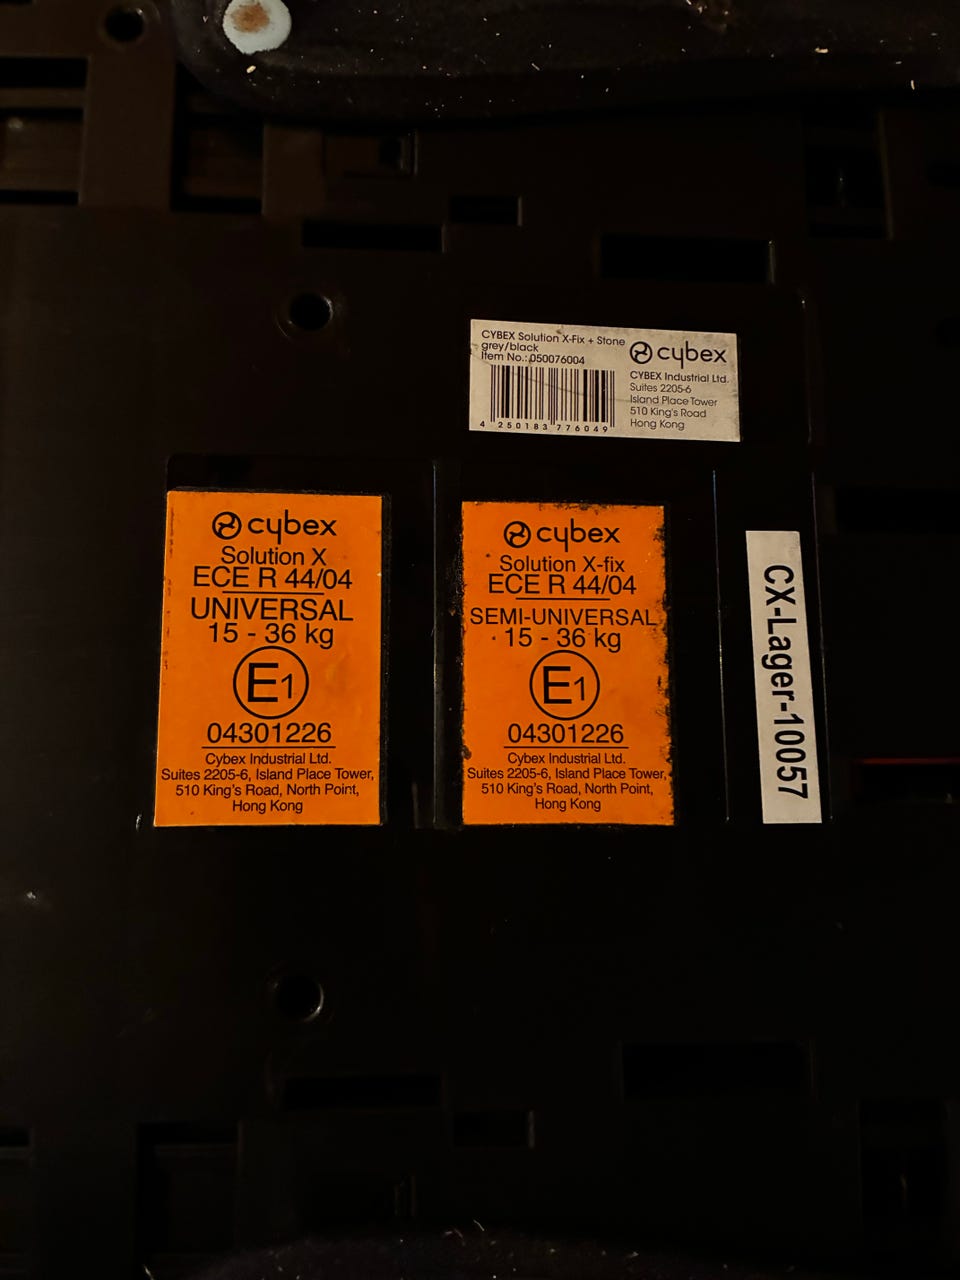 CYBEX Solution X-Fix + Stone
grey/black
Item No.: 050076004
4 250183 776049
cybex
CYBEX Industrial Ltd.
Suites 2205-6
Island Place Tower
510 King's Road
Hong Kong
cybex
Solution X
ECE R 44/04
UNIVERSAL
15 - 36 kg
E1
04301226
Cybex Industrial Ltd.
Suites 2205-6, Island Place Tower,
510 King's Road, North Point,
Hong Kong
cybex
Solution X-fix
ECE R 44/04
SEMI-UNIVERSAL
15 - 36 kg
E1
04301226
Cybex Industrial Ltd.
Suites 2205-6, Island Place Tower,
510 King's Road, North Point,
Hong Kong
CX-Lager-10057